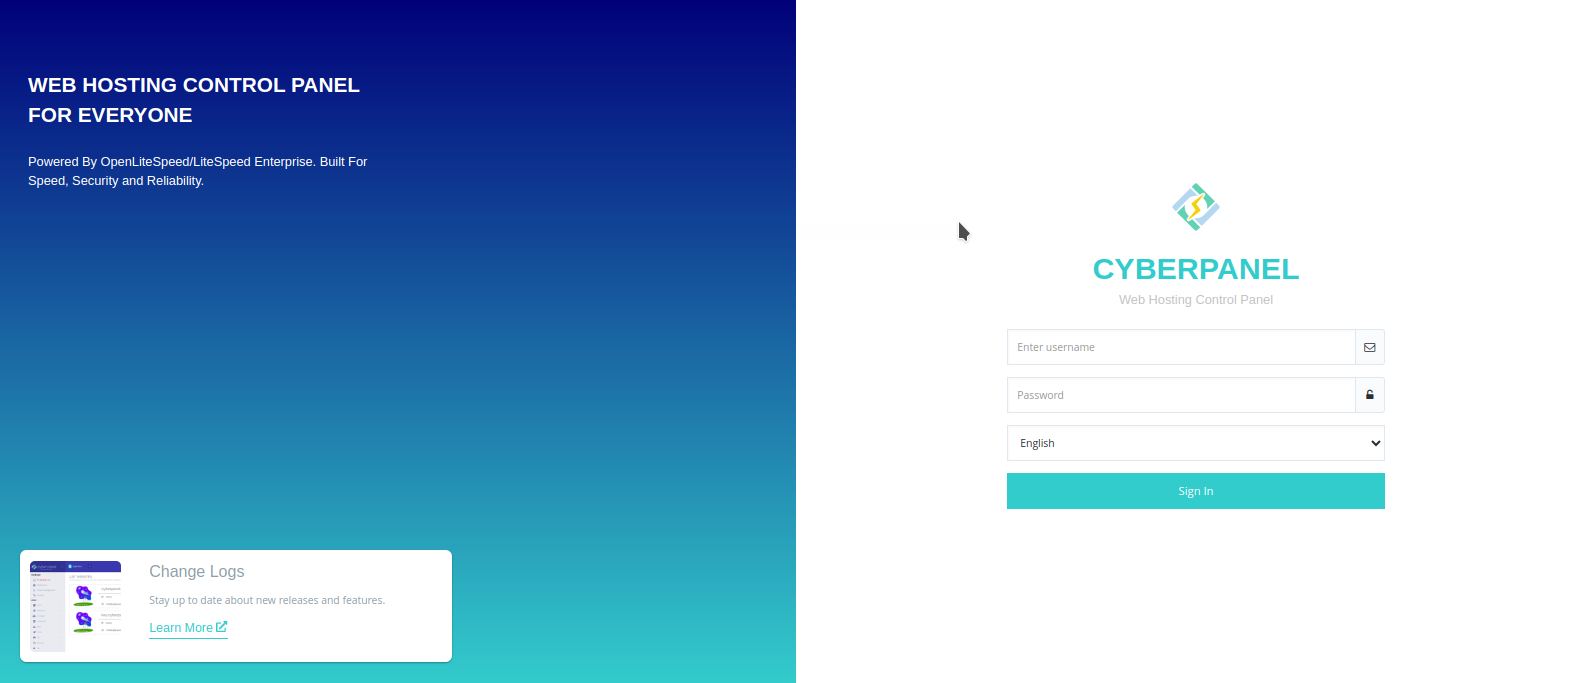 WEB HOSTING CONTROL PANEL
FOR EVERYONE
Powered By OpenLiteSpeed/LiteSpeed Enterprise. Built For
Speed, Security and Reliability.
Change Logs
Stay up to date about new releases and features.
Learn More
CYBERPANEL
Web Hosting Control Panel
Enter username
Password
English
Sign In